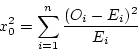 x_0^2 = \sum_{i=1}^{n} \frac{(O_i - E_i)^2}{E_i}